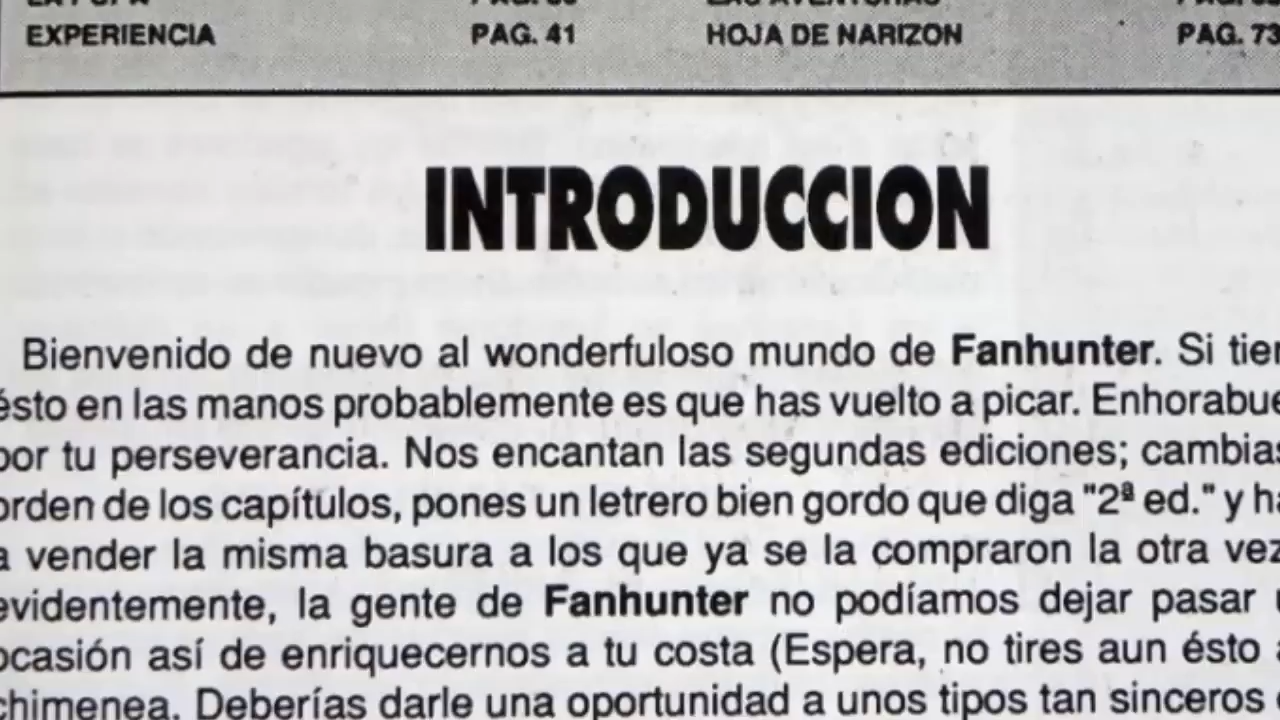 EXPERIENCIA PAG. 41 HOJA DE NARIZON PAG. 73
INTRODUCCION
Bienvenido de nuevo al wonderfuloso mundo de Fanhunter. Si
ésto en las manos probablemente es que has vuelto a picar.
por tu perseverancia. Nos encantan las segundas ediciones;
orden de los capítulos, pones un letrero bien gordo que diga "2ª ed." y
a vender la misma basura a los que ya se la compraron la otra vez
evidentemente, la gente de Fanhunter no podíamos dejar pasar
ocasión así de enriquecernos a tu costa (Espera, no tires aun ésto
chimenea. Deberías darle una oportunidad a unos tipos tan sinceros